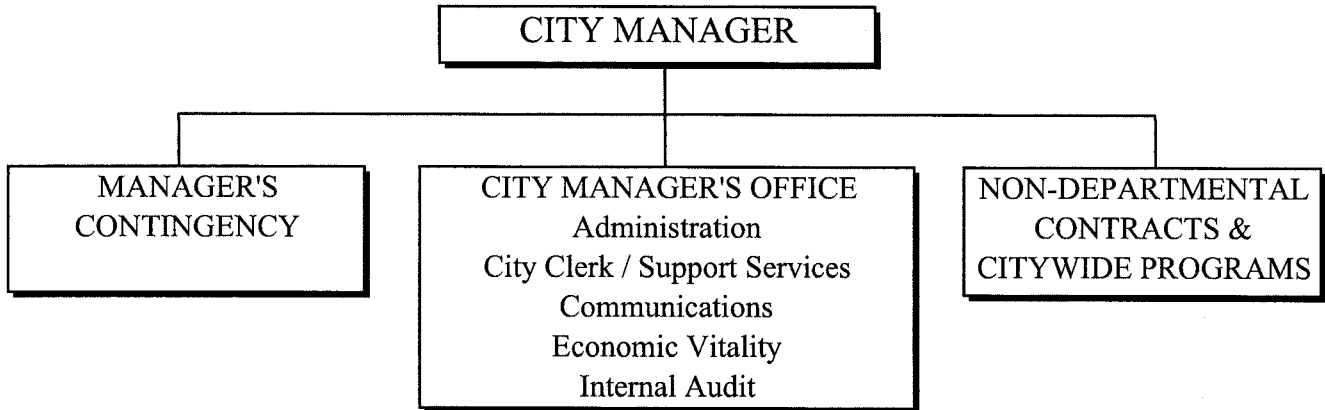 CITY MANAGER
MANAGER'S
CONTINGENCY
CITY MANAGER'S OFFICE
Administration
City Clerk / Support Services
Communications
Economic Vitality
Internal Audit
NON-DEPARTMENTAL
CONTRACTS &
CITYWIDE PROGRAMS